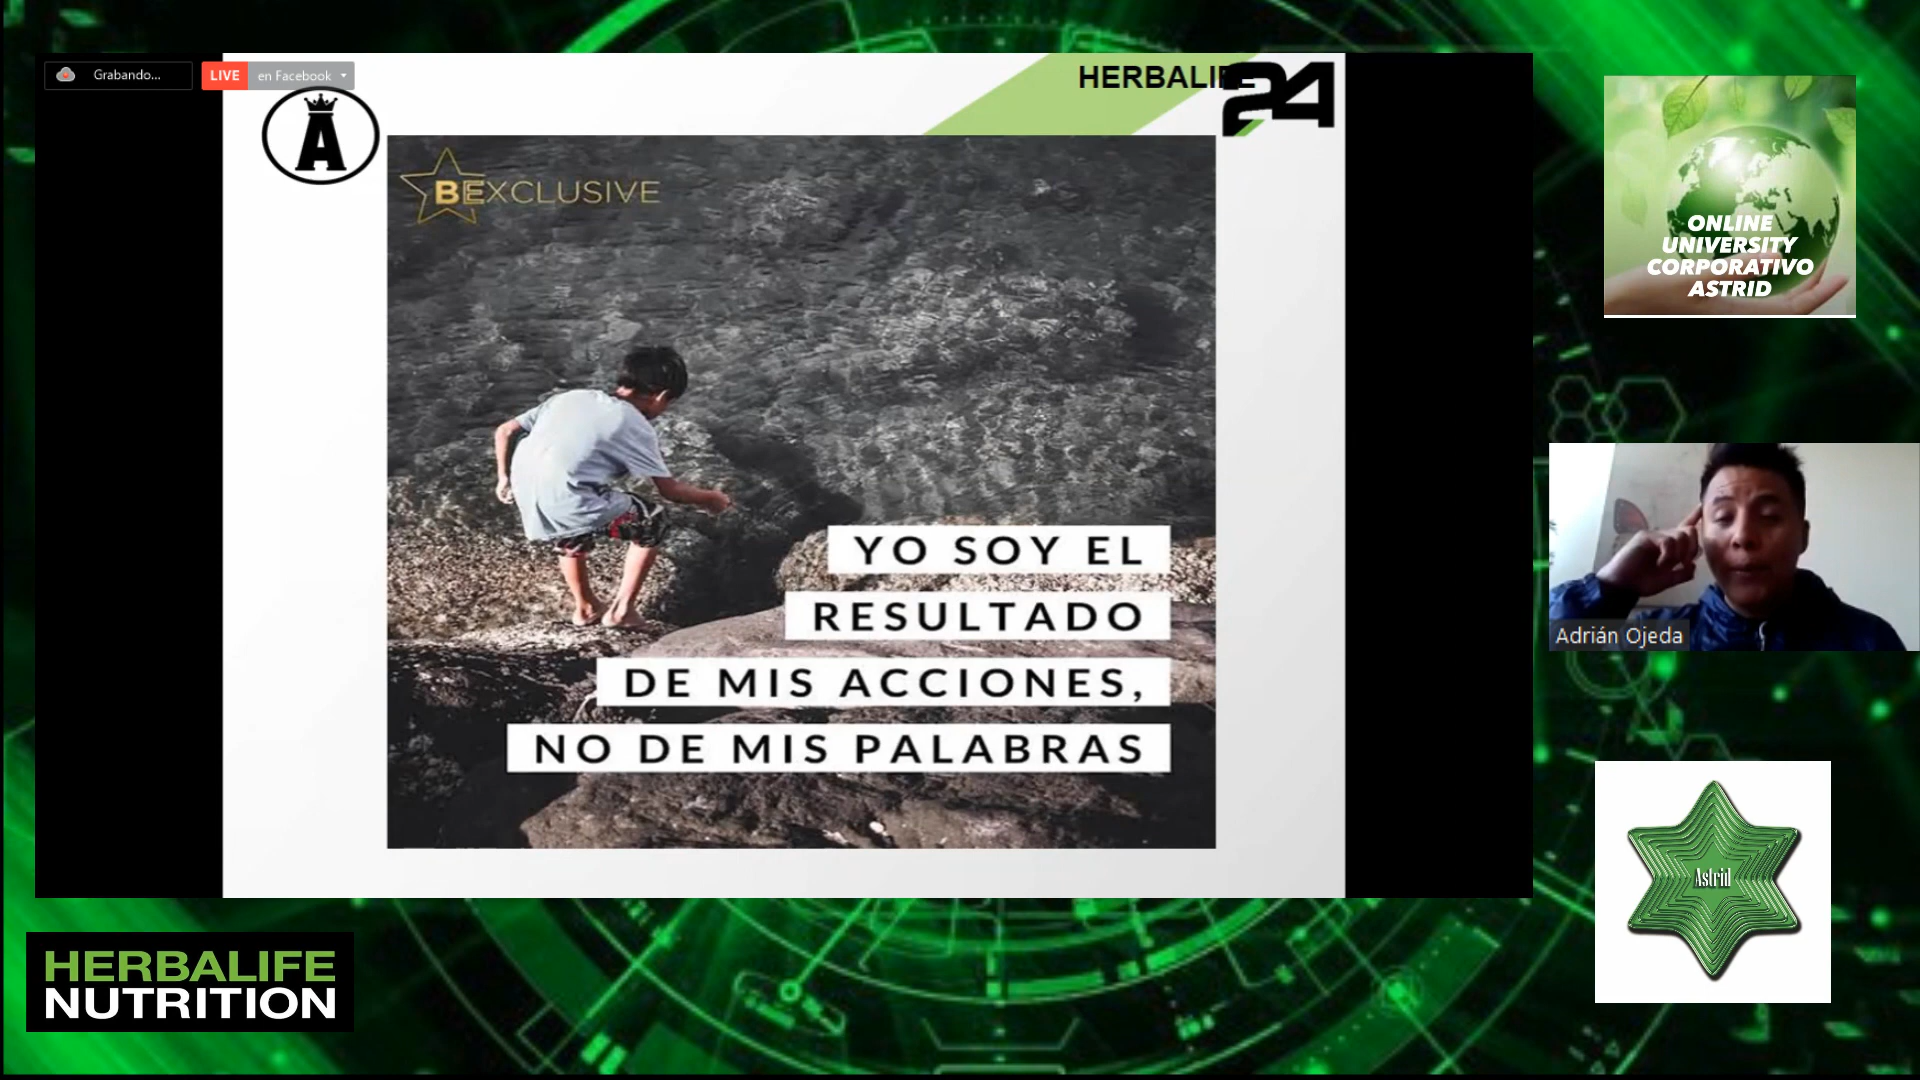 Grabando...
LIVE en Facebook
HERBALIFE
24
A
BEXCLUSIVE
YO SOY EL
RESULTADO
DE MIS ACCIONES,
NO DE MIS PALABRAS
ONLINE
UNIVERSITY
CORPORATIVO
ASTRID
Adrián Ojeda
Astrid
HERBALIFE
NUTRITION